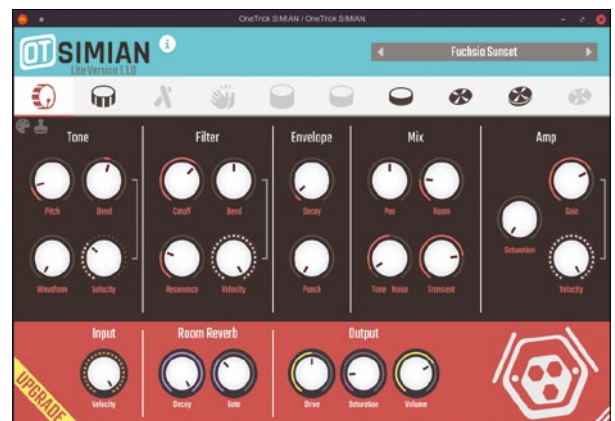 OneTrick SIMIAN / OneTrick SIMIAN
OT SIMIAN i
Lite Version 1.1.0
Fuchsia Sunset
Tone Filter Envelope Mix Amp
Pitch Bend Cutoff Bend Decay Pan Room Gain
Saturation
Waveform Velocity Resonance Velocity Punch Tone Noise Transient Velocity
Input Room Reverb Output
UPGRADE
Velocity Decay Gate Drive Saturation Volume